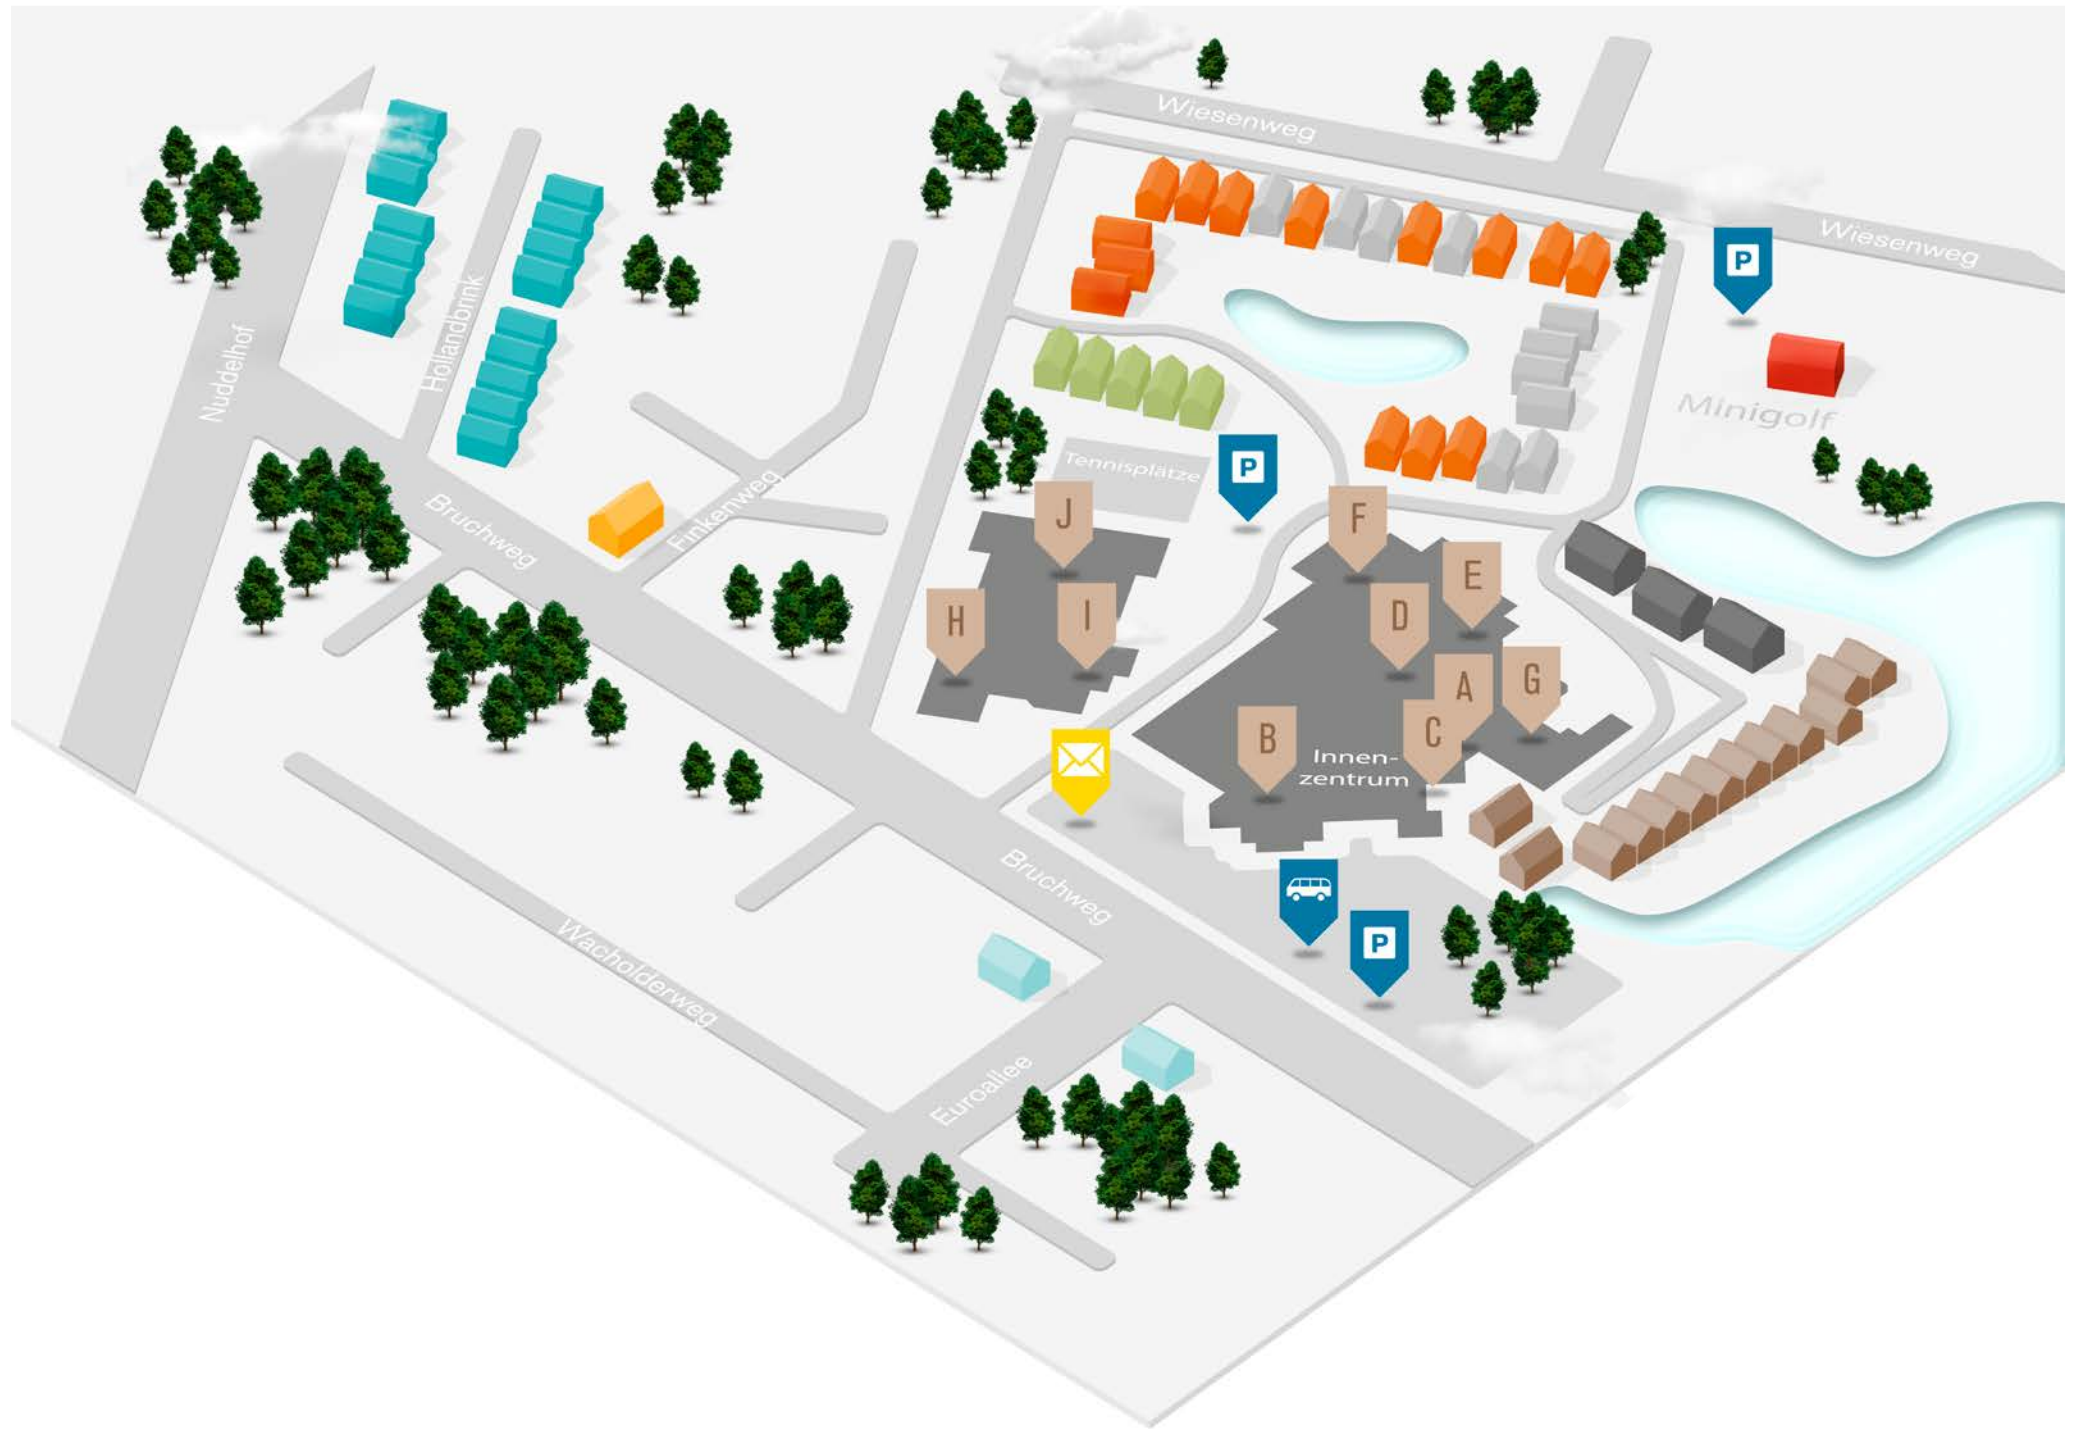 Wiesenweg
Wiesenweg
P
Nuddelhof
Hollandbrink
Minigolf
Tennisplätze
P
Bruchweg
Finkenweg
J
F
E
H
I
D
A
G
B
C
Innen-
zentrum
Bruchweg
P
Wacholderweg
Euroallee